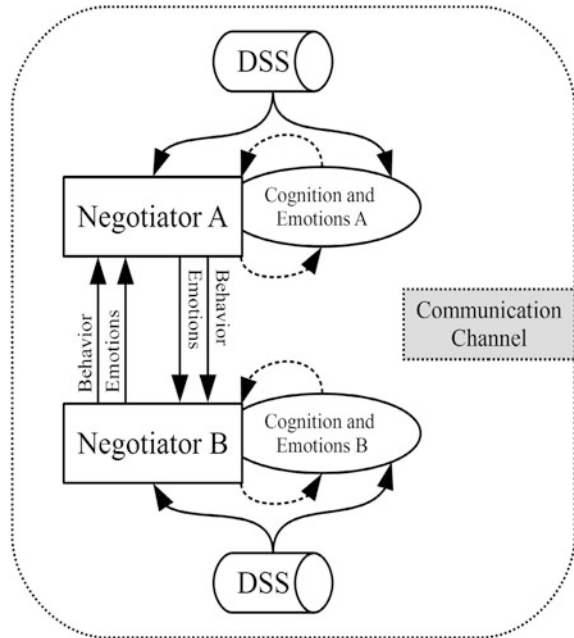 DSS
Negotiator A
Cognition and
Emotions A
Behavior
Emotions
Emotions
Behavior
Communication
Channel
Negotiator B
Cognition and
Emotions B
DSS